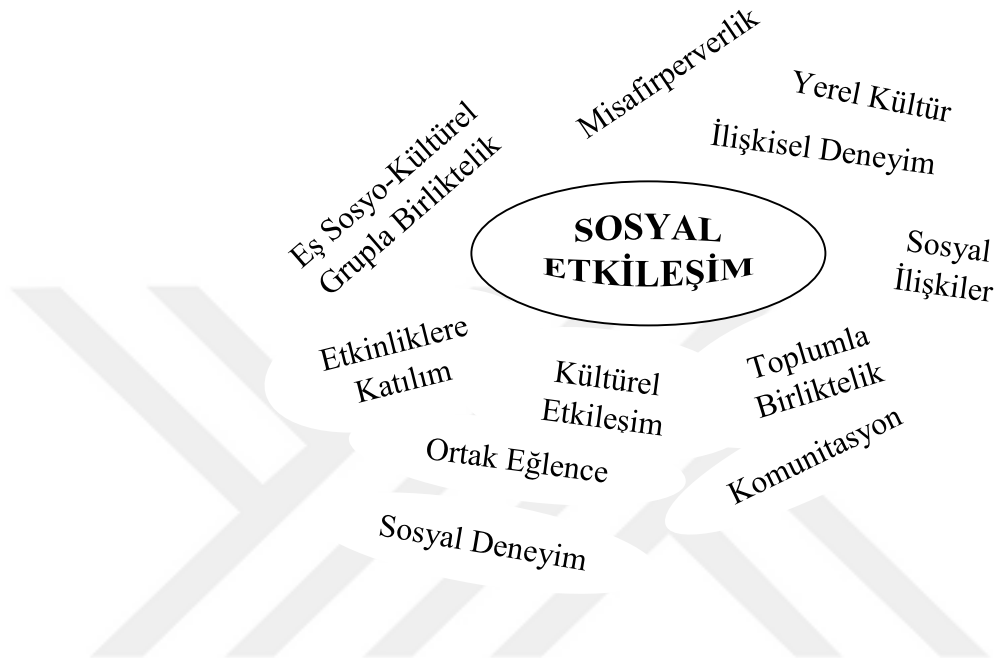 Misafirperverlik
Yerel Kültür
İlişkisel Deneyim
Eş Sosyo-Kültürel
Grupla Birliktelik
SOSYAL
ETKİLEŞİM
Sosyal
İlişkiler
Etkinliklere
Katılım
Kültürel
Etkileşim
Toplumla
Birliktelik
Ortak Eğlence
Komunitasyon
Sosyal Deneyim